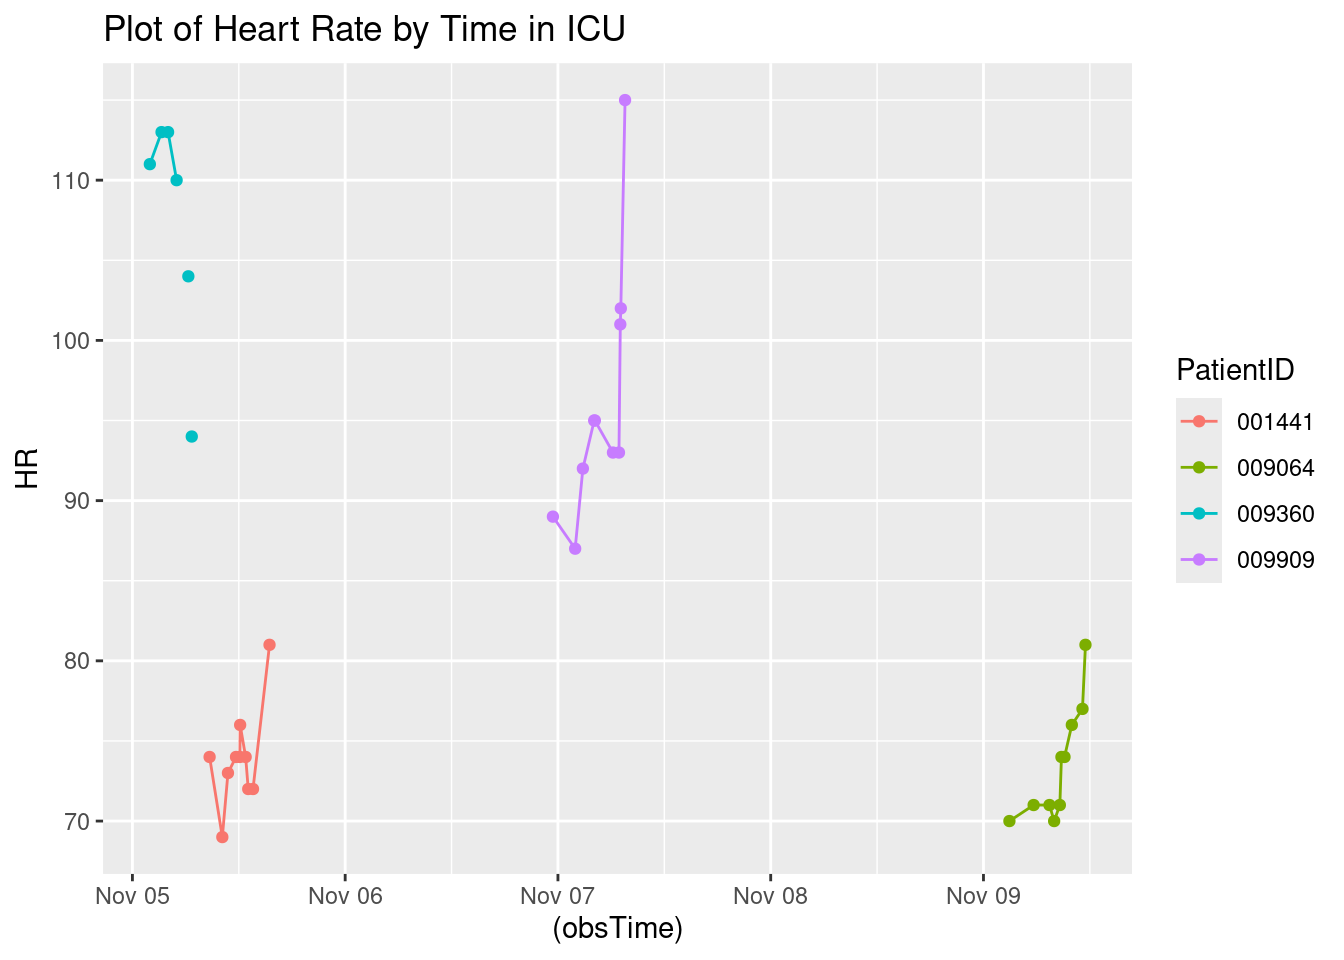 Plot of Heart Rate by Time in ICU
HR
110
100
90
80
70
Nov 05
Nov 06
Nov 07
Nov 08
Nov 09
(obsTime)
PatientID
001441
009064
009360
009909